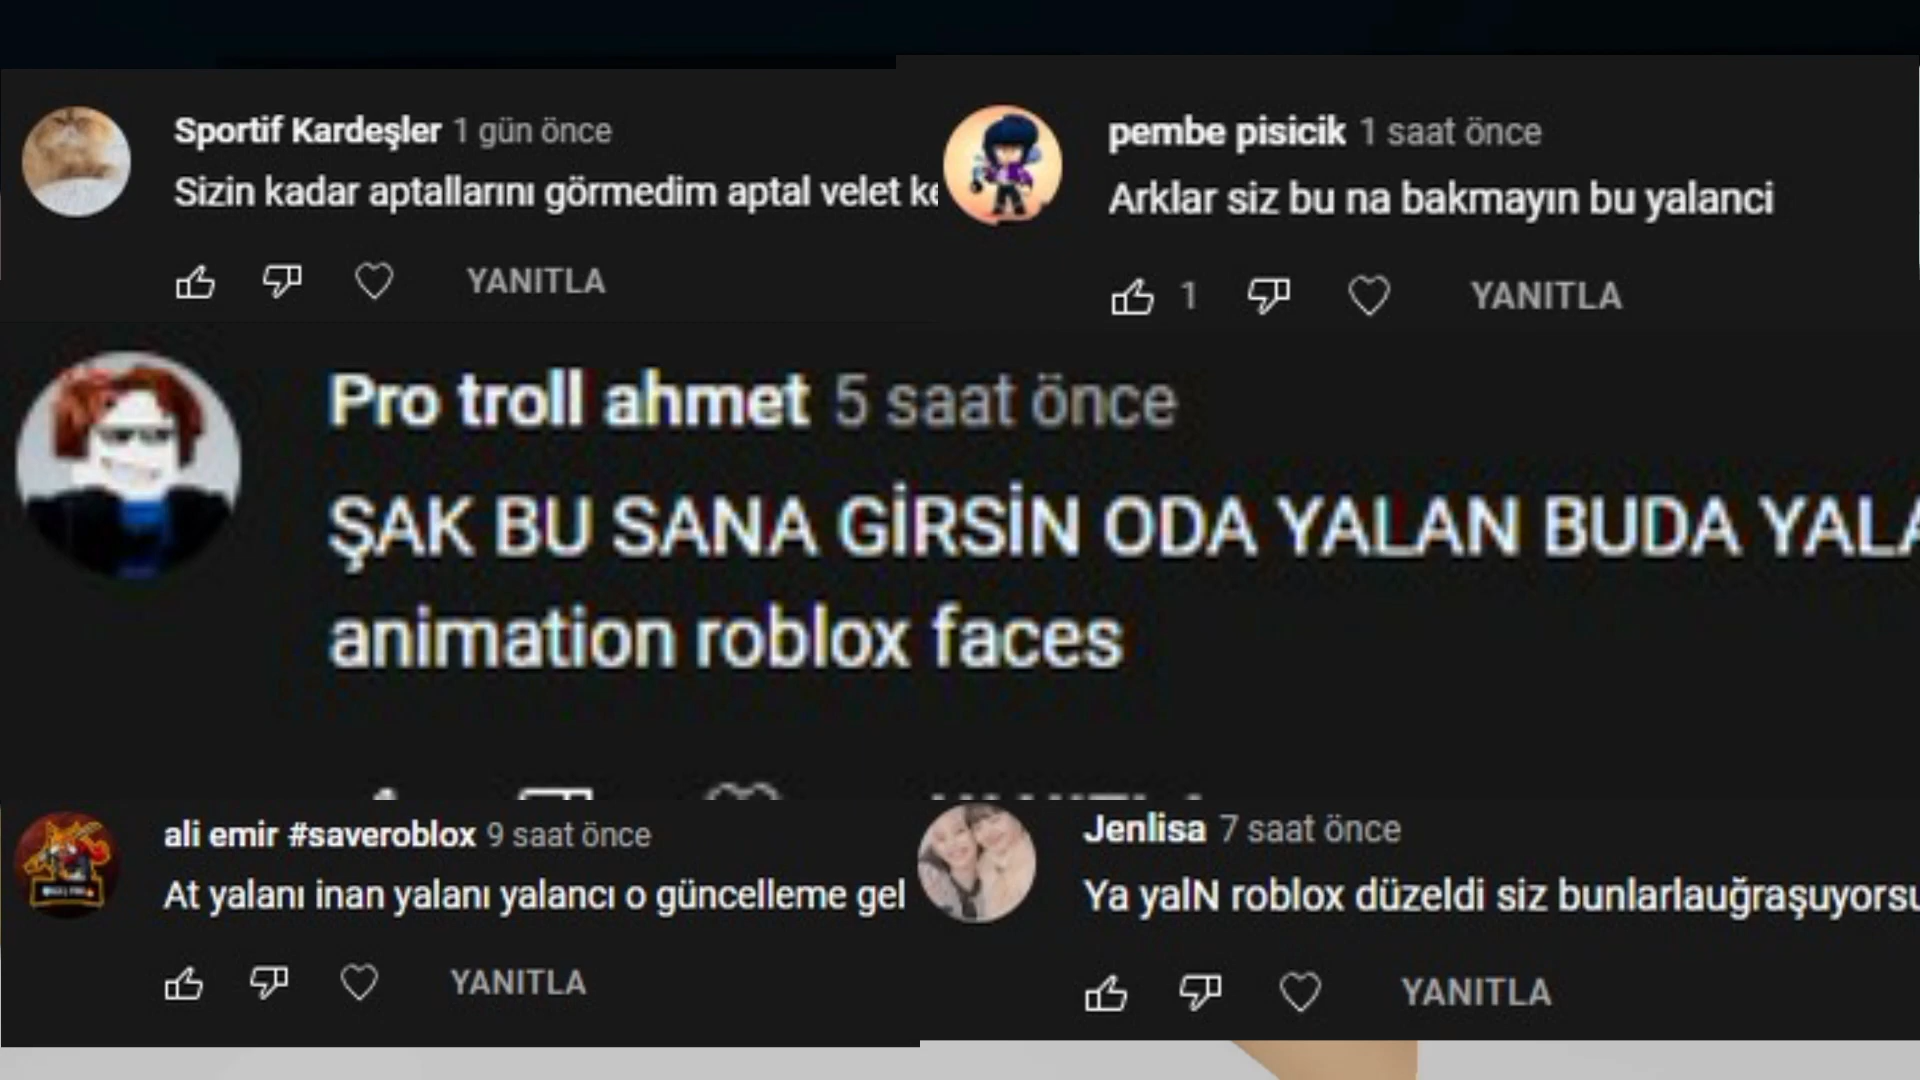 Sportif Kardeşler 1 gün önce
Sizin kadar aptallarını görmedim aptal velet
YANITLA
pembe pisicik 1 saat önce
Arklar siz bu na bakmayın bu yalanci
1 YANITLA
Pro troll ahmet 5 saat önce
ŞAK BU SANA GİRSİN ODA YALAN BUDA
animation roblox faces
ali emir #saveroblox 9 saat önce
At yalanı inan yalanı yalancı o güncelleme gel
YANITLA
Jenlisa 7 saat önce
Ya yalN roblox düzeldi siz
YANITLA